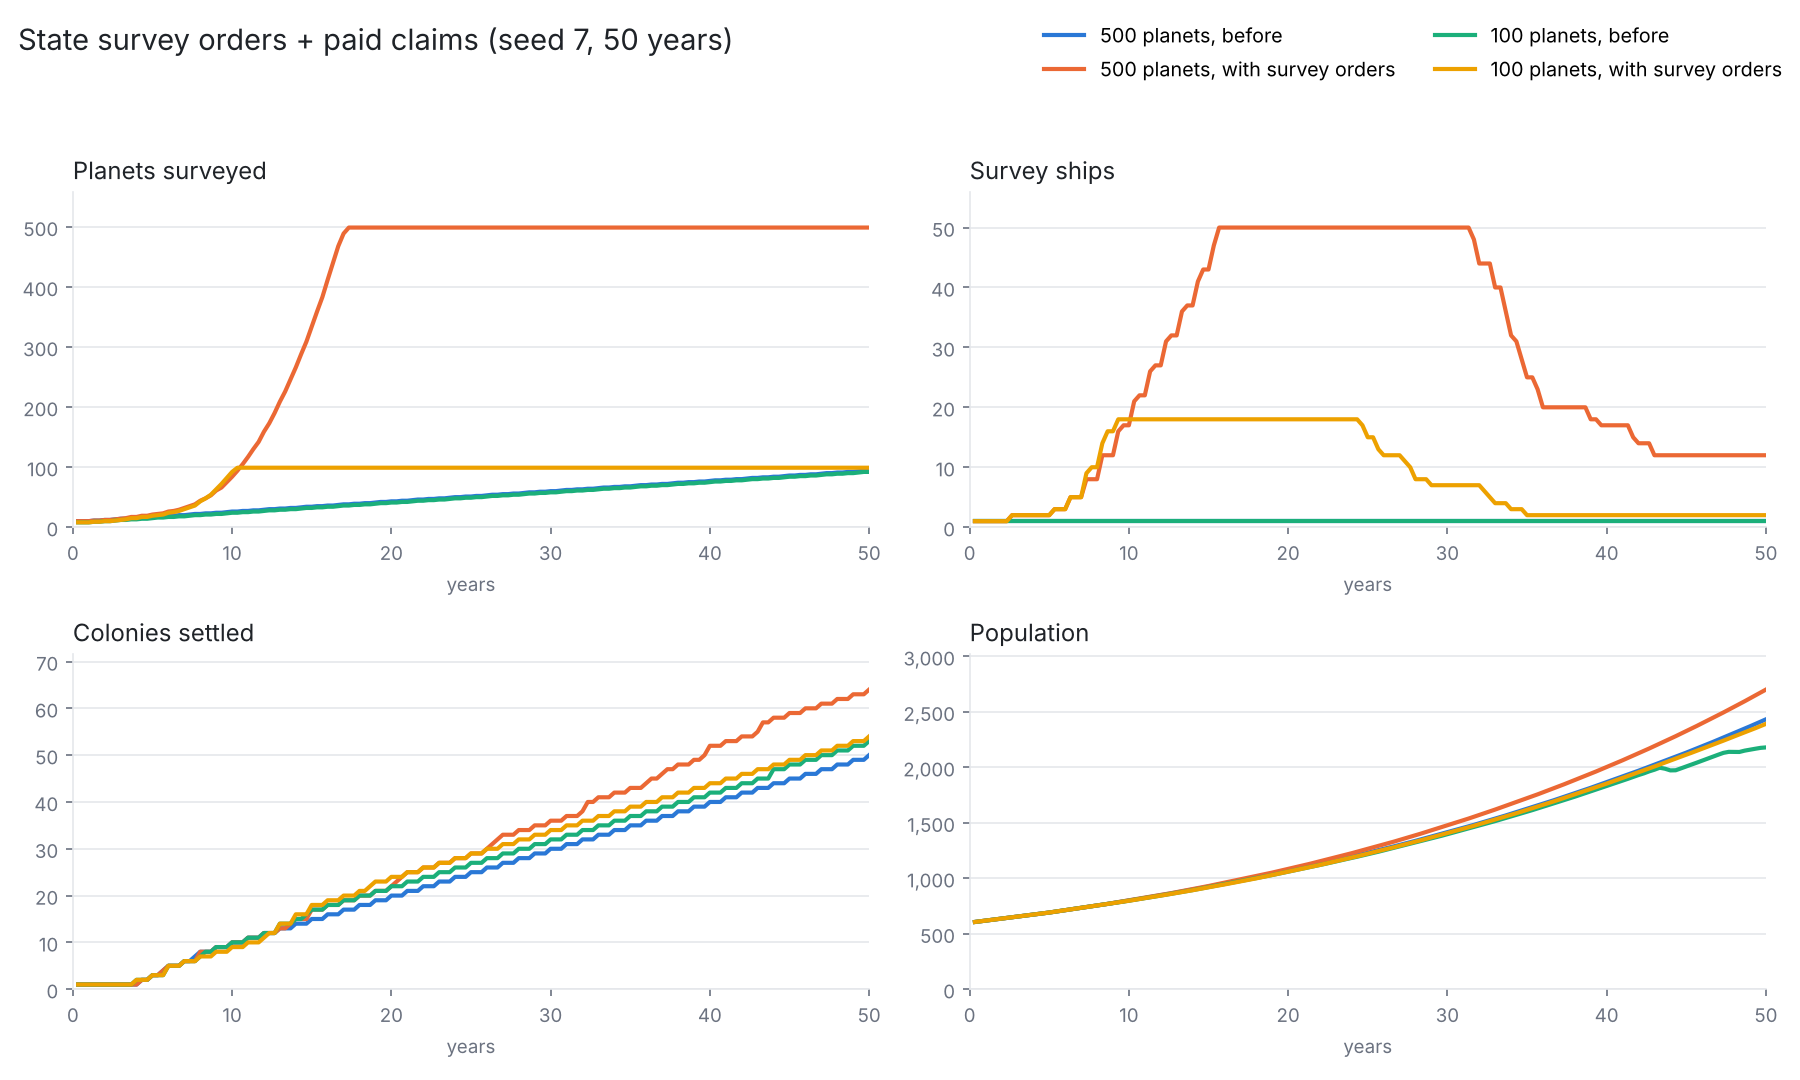 State survey orders + paid claims (seed 7, 50 years)
500 planets, before
100 planets, before
500 planets, with survey orders
100 planets, with survey orders
Planets surveyed
500
400
300
200
100
0
0 10 20 30 40 50
years
Survey ships
50
40
30
20
10
0
0 10 20 30 40 50
years
Colonies settled
70
60
50
40
30
20
10
0
0 10 20 30 40 50
years
Population
3,000
2,500
2,000
1,500
1,000
500
0
0 10 20 30 40 50
years